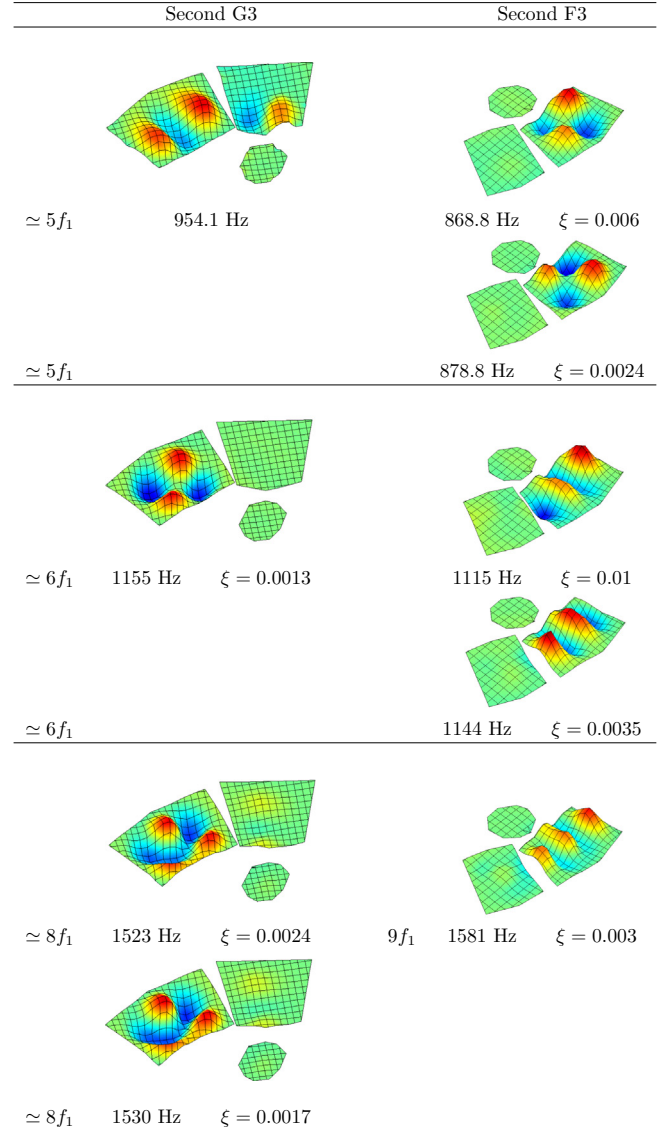 Second G3 Second F3
≃ 5f₁ 954.1 Hz 868.8 Hz ξ = 0.006
≃ 5f₁ 878.8 Hz ξ = 0.0024
≃ 6f₁ 1155 Hz ξ = 0.0013 1115 Hz ξ = 0.01
≃ 6f₁ 1144 Hz ξ = 0.0035
≃ 8f₁ 1523 Hz ξ = 0.0024 9f₁ 1581 Hz ξ = 0.003
≃ 8f₁ 1530 Hz ξ = 0.0017